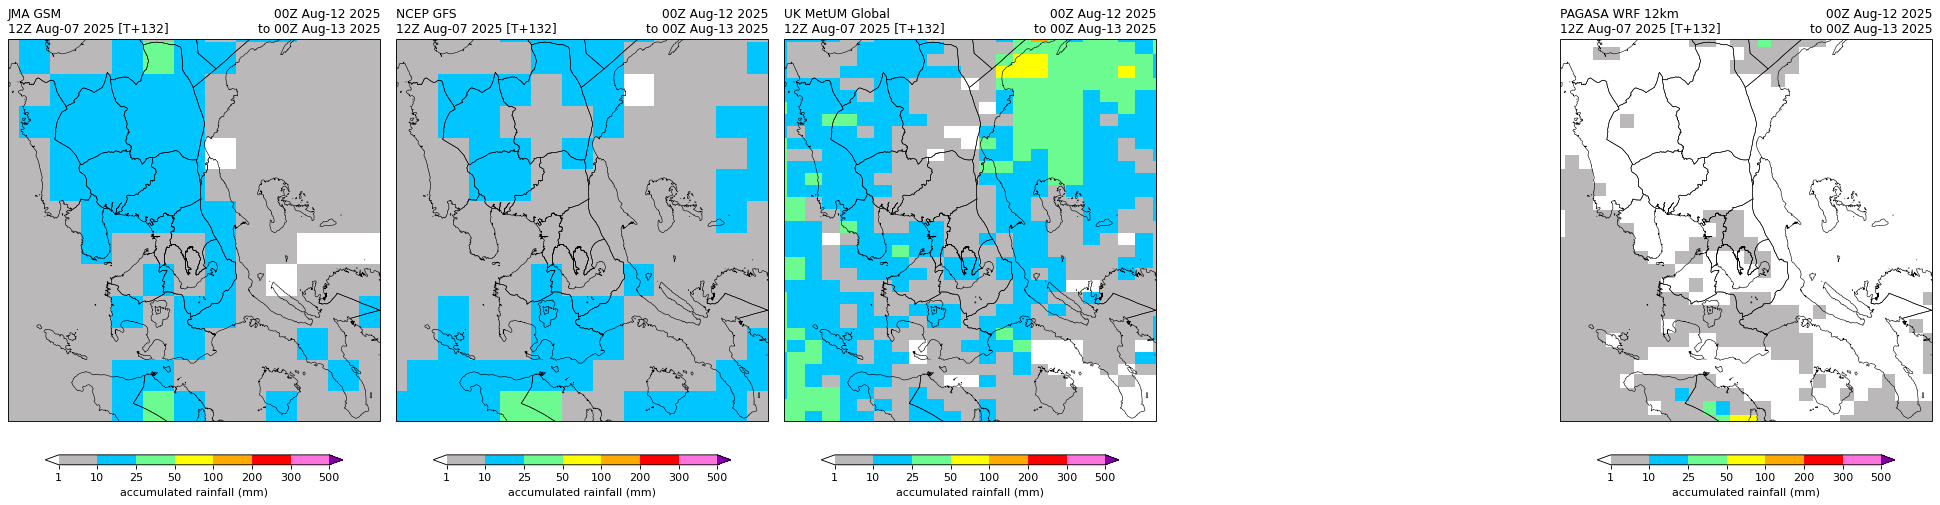 JMA GSM
00Z Aug-12 2025
12Z Aug-07 2025 [T+132]
to 00Z Aug-13 2025
NCEP GFS
00Z Aug-12 2025
12Z Aug-07 2025 [T+132]
to 00Z Aug-13 2025
UK MetUM Global
00Z Aug-12 2025
12Z Aug-07 2025 [T+132]
to 00Z Aug-13 2025
PAGASA WRF 12km
00Z Aug-12 2025
12Z Aug-07 2025 [T+132]
to 00Z Aug-13 2025
1 10 25 50 100 200 300 500
accumulated rainfall (mm)
1 10 25 50 100 200 300 500
accumulated rainfall (mm)
1 10 25 50 100 200 300 500
accumulated rainfall (mm)
1 10 25 50 100 200 300 500
accumulated rainfall (mm)